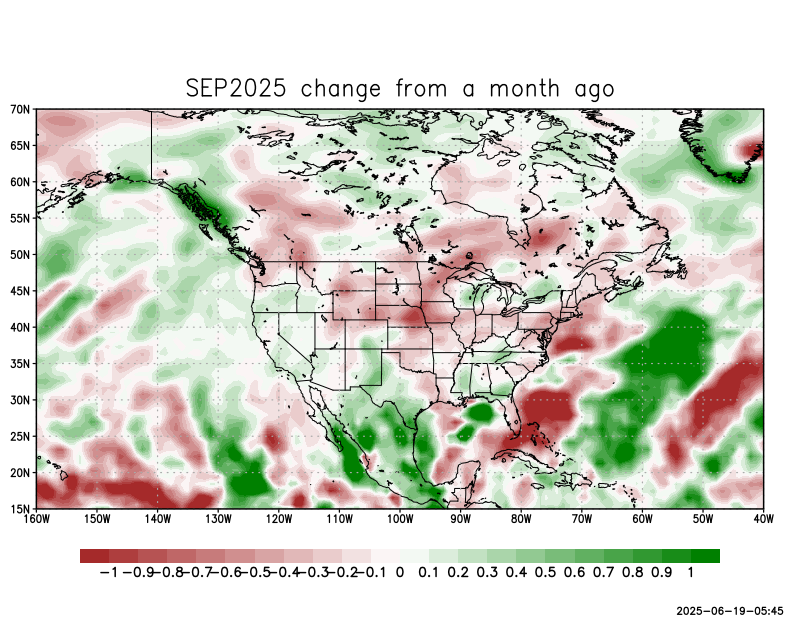 SEP2025 change from a month ago
70N
65N
60N
55N
50N
45N
40N
35N
30N
25N
20N
15N
160W 150W 140W 130W 120W 110W 100W 90W 80W 70W 60W 50W 40W
-1 -0.9 -0.8 -0.7 -0.6 -0.5 -0.4 -0.3 -0.2 -0.1 0 0.1 0.2 0.3 0.4 0.5 0.6 0.7 0.8 0.9 1
2025-06-19-05:45